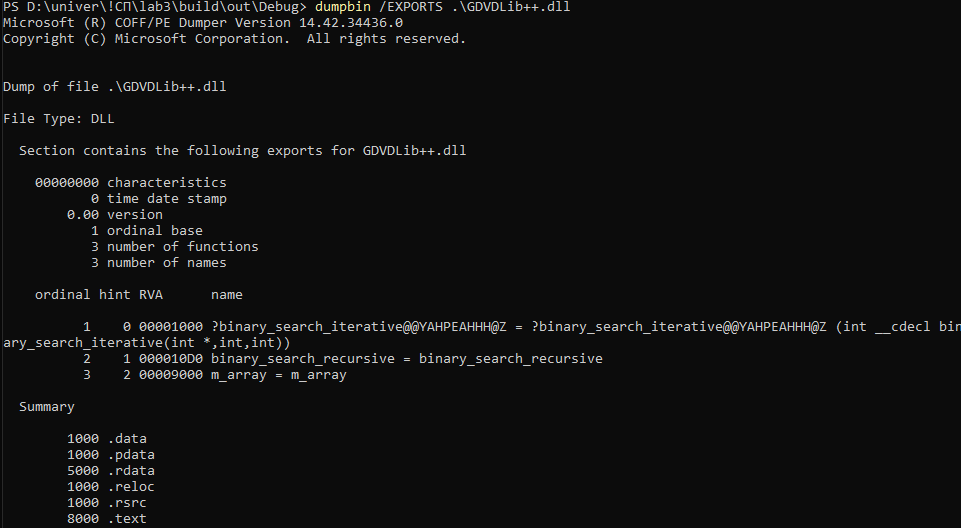 PS D:\univer\!СП\lab3\build\out\Debug> dumpbin /EXPORTS .\GDVDLib++.dll
Microsoft (R) COFF/PE Dumper Version 14.42.34436.0
Copyright (C) Microsoft Corporation.  All rights reserved.
Dump of file .\GDVDLib++.dll
File Type: DLL
Section contains the following exports for GDVDLib++.dll
00000000 characteristics
0 time date stamp
0.00 version
1 ordinal base
3 number of functions
3 number of names
ordinal hint RVA      name
1    0 00001000 ?binary_search_iterative@@YAHPEAHHH@Z = ?binary_search_iterative@@YAHPEAHHH@Z (int __cdecl bin
ary_search_iterative(int *,int,int))
2    1 000010D0 binary_search_recursive = binary_search_recursive
3    2 00009000 m_array = m_array
Summary
1000 .data
1000 .pdata
5000 .rdata
1000 .reloc
1000 .rsrc
8000 .text